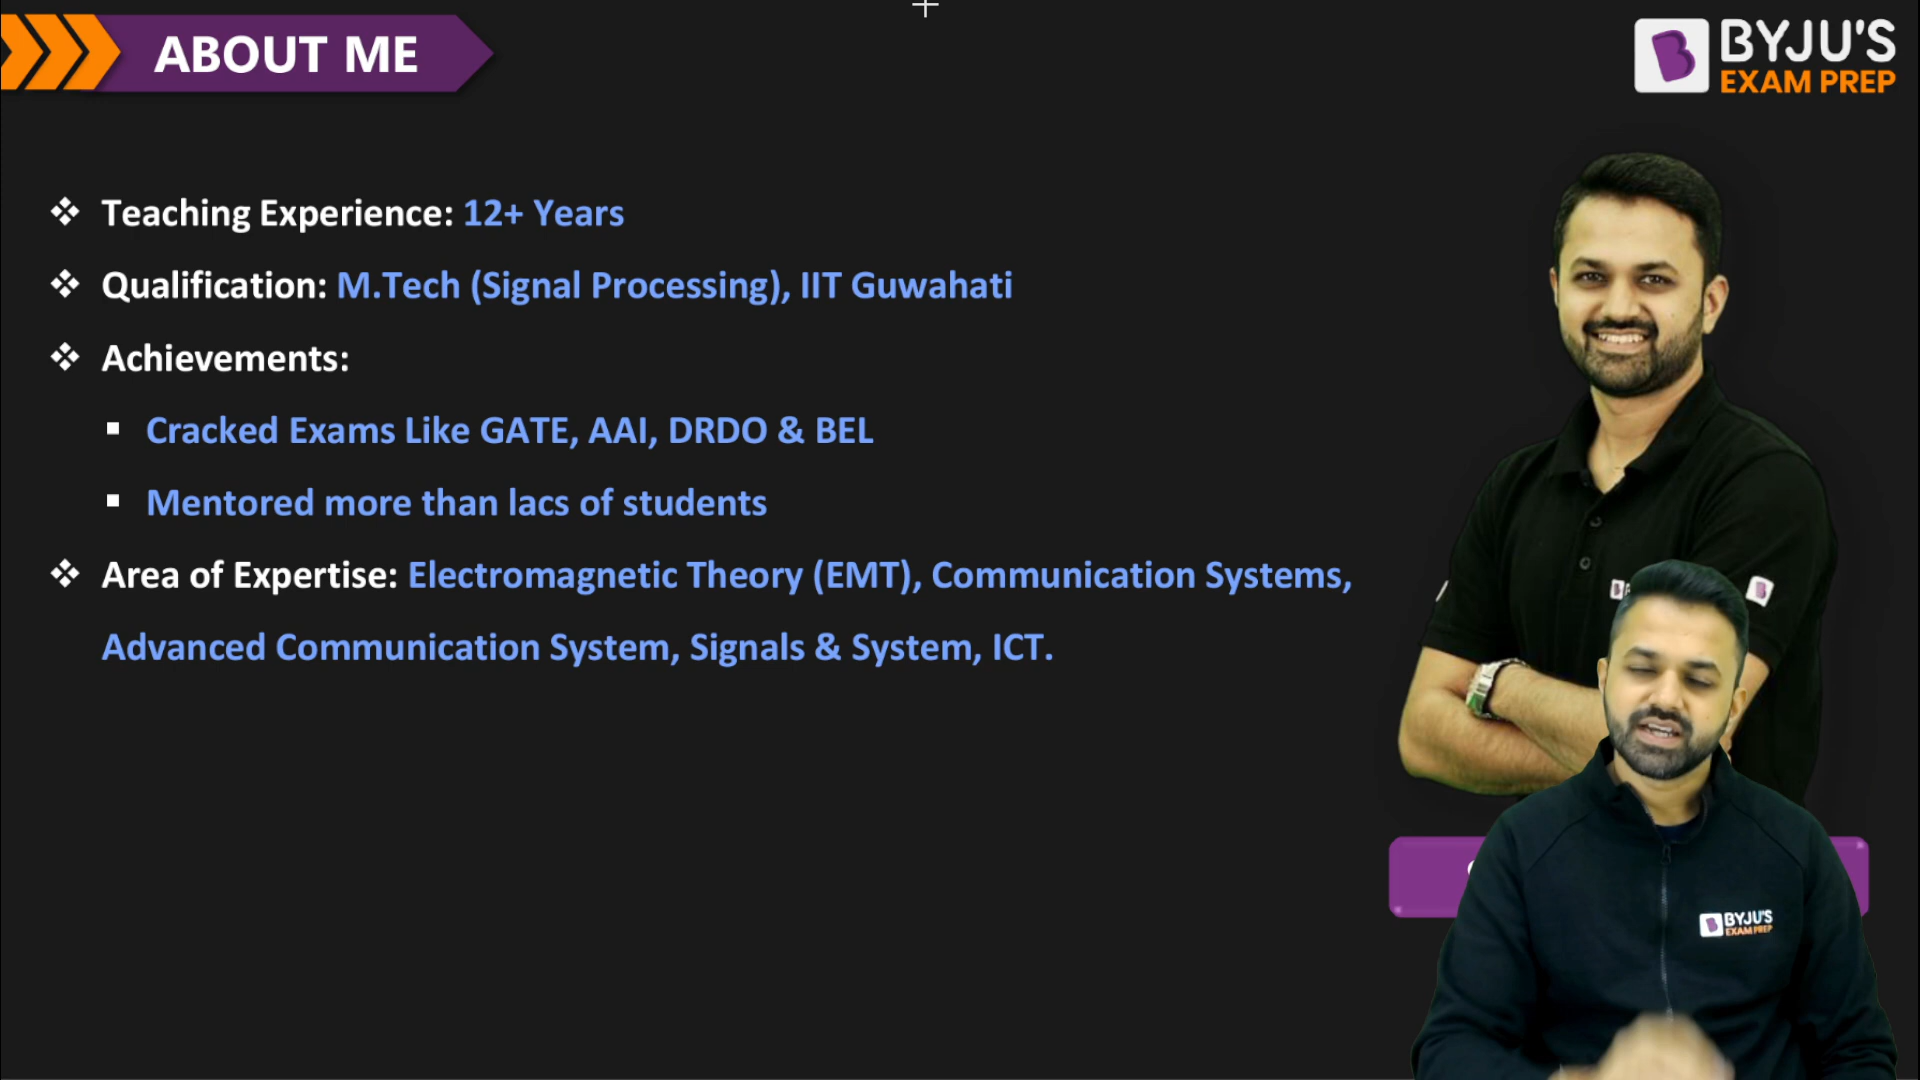 ABOUT ME
BYJU'S
EXAM PREP
Teaching Experience: 12+ Years
Qualification: M.Tech (Signal Processing), IIT Guwahati
Achievements:
Cracked Exams Like GATE, AAI, DRDO & BEL
Mentored more than lacs of students
Area of Expertise: Electromagnetic Theory (EMT), Communication Systems,
Advanced Communication System, Signals & System, ICT.
BYJU'S
EXAM PREP